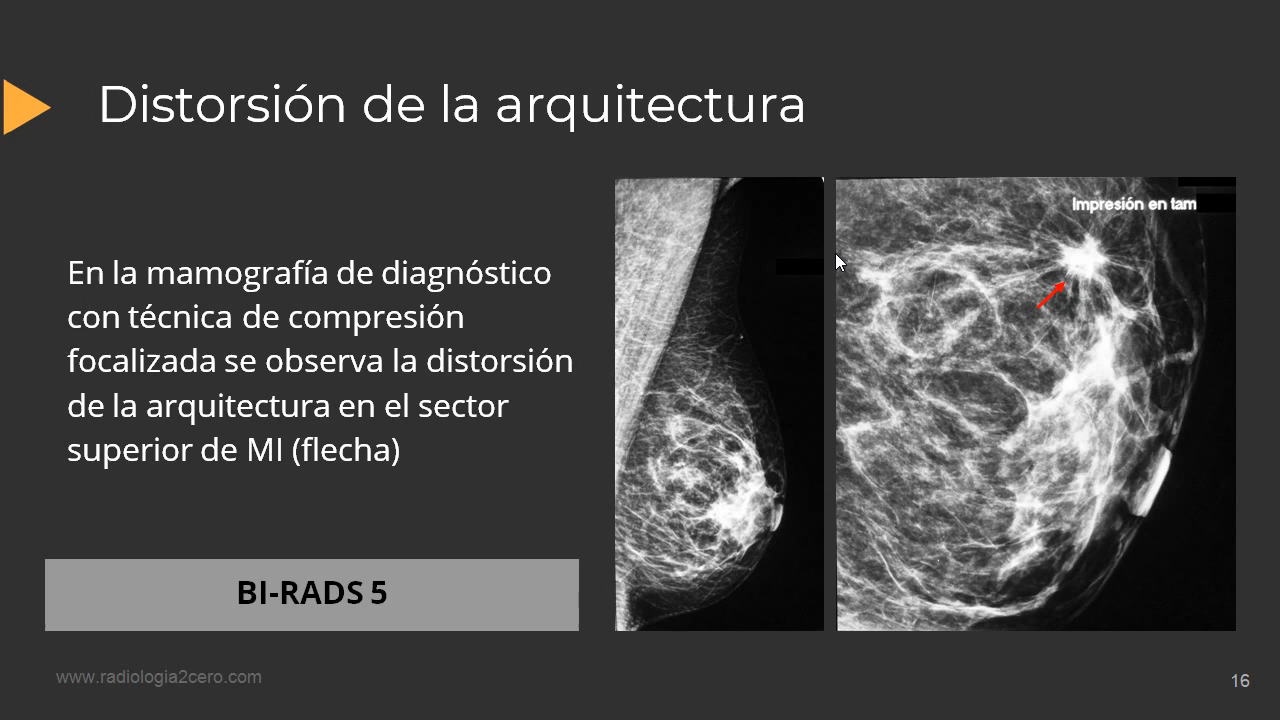 Distorsión de la arquitectura
En la mamografía de diagnóstico
con técnica de compresión
focalizada se observa la distorsión
de la arquitectura en el sector
superior de MI (flecha)
Impresión en tam
BI-RADS 5
www.radiologia2cero.com
16